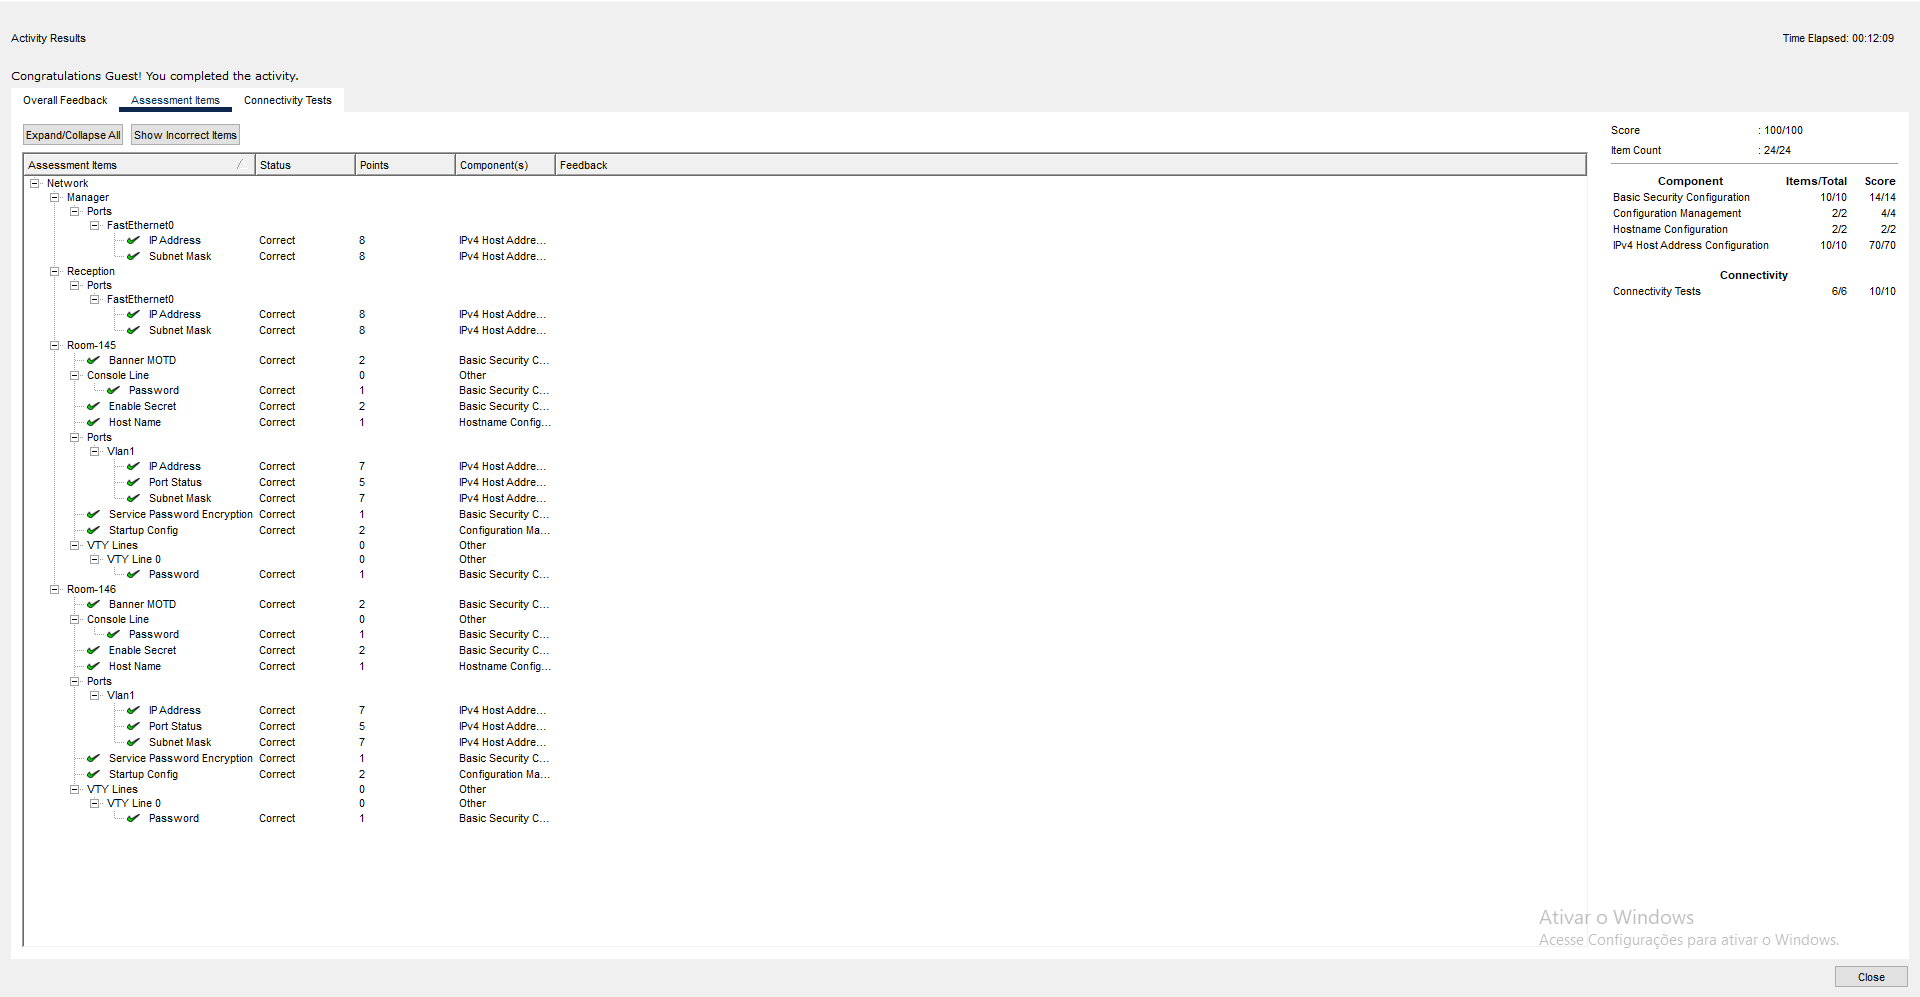 Activity Results
Time Elapsed: 00:12:09
Congratulations Guest! You completed the activity.
Overall Feedback Assessment Items Connectivity Tests
Expand/Collapse All Show Incorrect Items
Assessment Items Status Points Component(s) Feedback
Network
Manager
Ports
FastEthernet0
IP Address Correct 8 IPv4 Host Addre...
Subnet Mask Correct 8 IPv4 Host Addre...
Reception
Ports
FastEthernet0
IP Address Correct 8 IPv4 Host Addre...
Subnet Mask Correct 8 IPv4 Host Addre...
Room-145
Banner MOTD Correct 2 Basic Security C...
Console Line 0 Other
Password Correct 1 Basic Security C...
Enable Secret Correct 2 Basic Security C...
Host Name Correct 1 Hostname Config...
Ports
Vlan1
IP Address Correct 7 IPv4 Host Addre...
Port Status Correct 5 IPv4 Host Addre...
Subnet Mask Correct 7 IPv4 Host Addre...
Service Password Encryption Correct 1 Basic Security C...
Startup Config Correct 2 Configuration Ma...
VTY Lines 0 Other
VTY Line 0 0 Other
Password Correct 1 Basic Security C...
Room-146
Banner MOTD Correct 2 Basic Security C...
Console Line 0 Other
Password Correct 1 Basic Security C...
Enable Secret Correct 2 Basic Security C...
Host Name Correct 1 Hostname Config...
Ports
Vlan1
IP Address Correct 7 IPv4 Host Addre...
Port Status Correct 5 IPv4 Host Addre...
Subnet Mask Correct 7 IPv4 Host Addre...
Service Password Encryption Correct 1 Basic Security C...
Startup Config Correct 2 Configuration Ma...
VTY Lines 0 Other
VTY Line 0 0 Other
Password Correct 1 Basic Security C...
Score : 100/100
Item Count : 24/24
Component Items/Total Score
Basic Security Configuration 10/10 14/14
Configuration Management 2/2 4/4
Hostname Configuration 2/2 2/2
IPv4 Host Address Configuration 10/10 70/70
Connectivity
Connectivity Tests 6/6 10/10
Ativar o Windows
Acesse Configurações para ativar o Windows.
Close